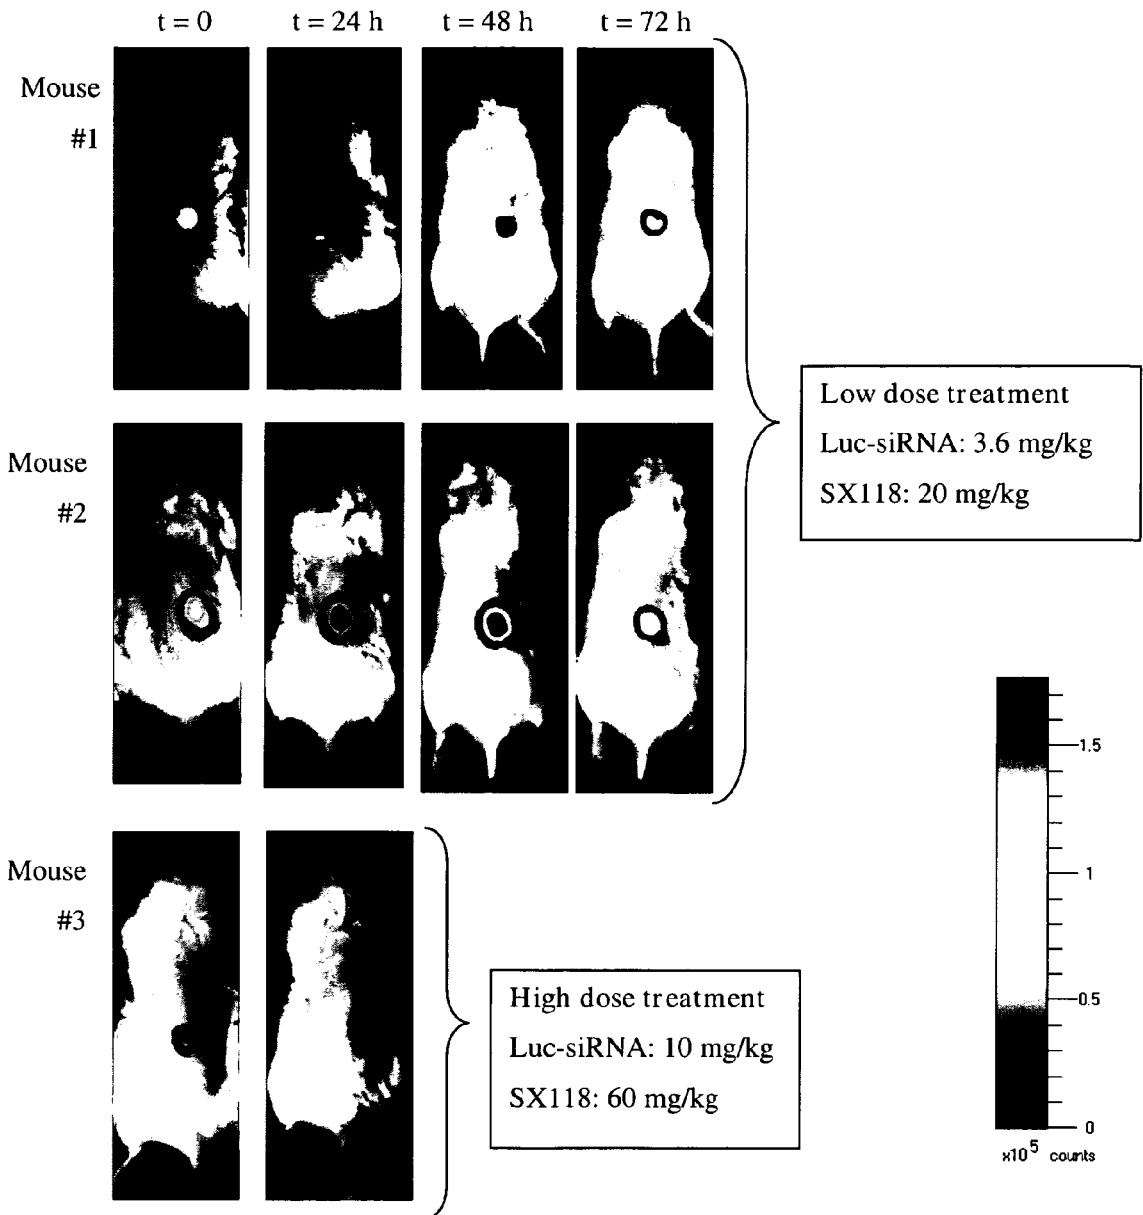 t = 0 t = 24 h t = 48 h t = 72 h
Mouse
#1
Low dose treatment
Luc-siRNA: 3.6 mg/kg
SX118: 20 mg/kg
Mouse
#2
1.5
1
0.5
0
x10⁵ counts
Mouse
#3
High dose treatment
Luc-siRNA: 10 mg/kg
SX118: 60 mg/kg